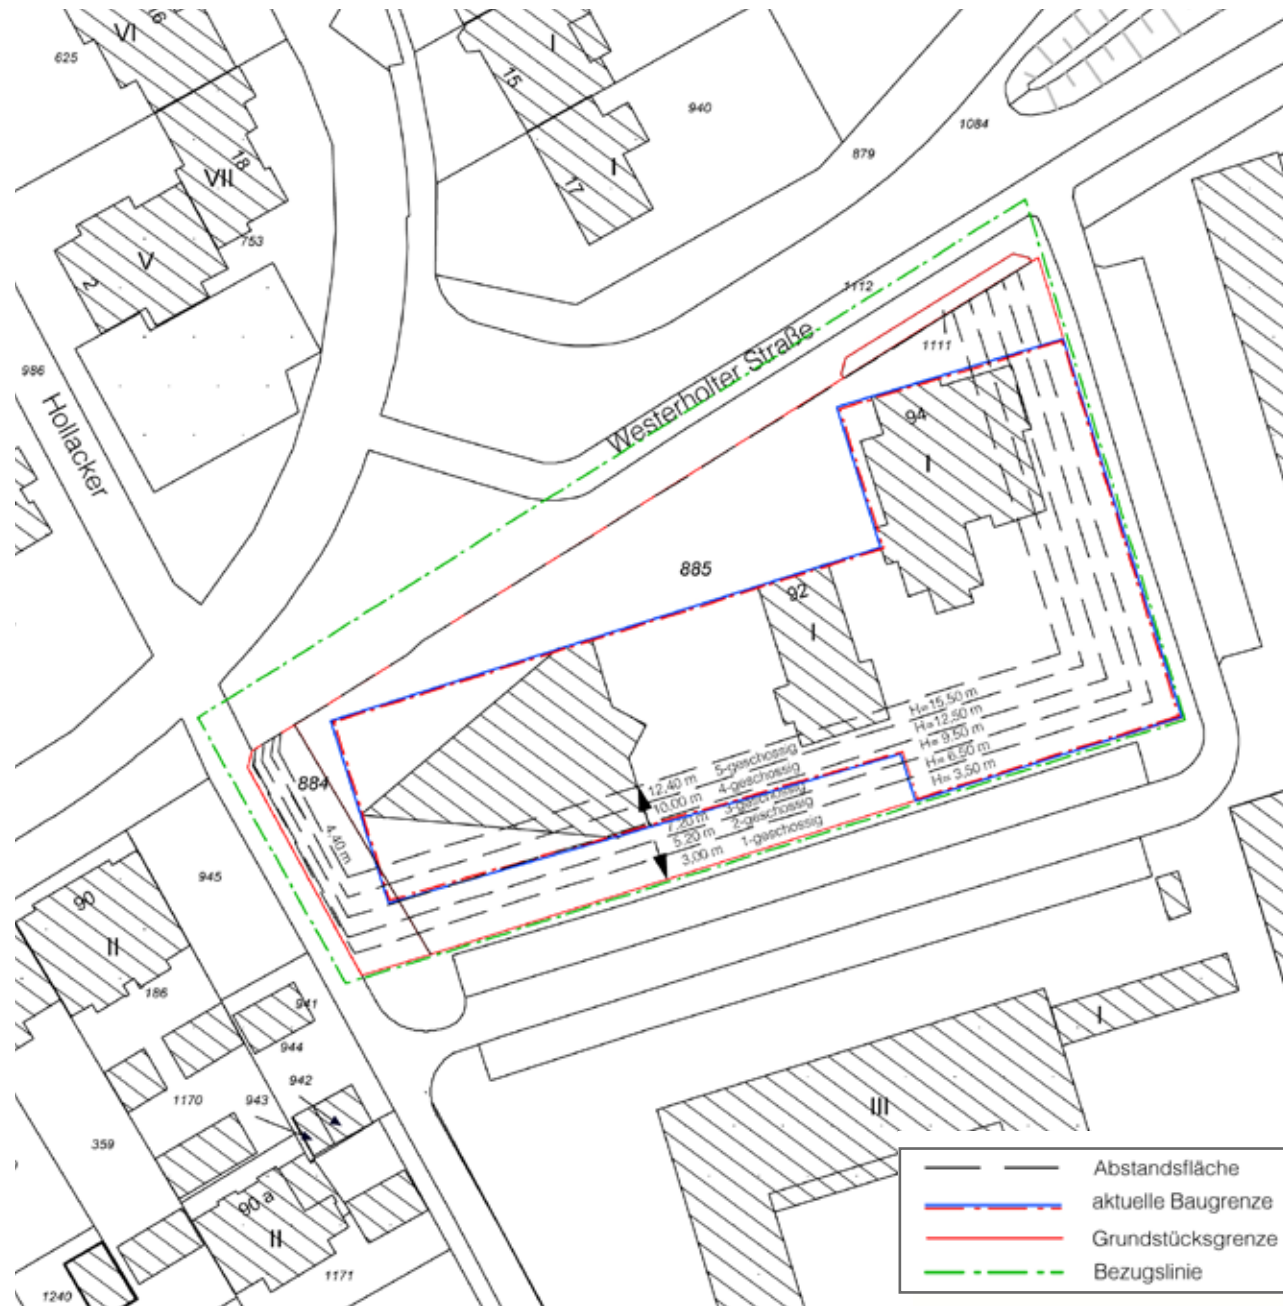 VI
16
625
I
15
940
1084
879
18
VII
17
I
753
V
2
1112
986
Westerholter Straße
1111
Hollacker
94
I
885
92
I
H=15,50 m
H=12,50 m
H= 9,50 m
H= 6,50 m
H= 3,50 m
12,40 m 5-geschossig
10,00 m 4-geschossig
7,20 m 3-geschossig
5,20 m 2-geschossig
3,00 m 1-geschossig
884
4,40 m
945
90
II
186
941
944
942
943
1170
359
I
III
90 a
II
1171
1240
Abstandsfläche
aktuelle Baugrenze
Grundstücksgrenze
Bezugslinie